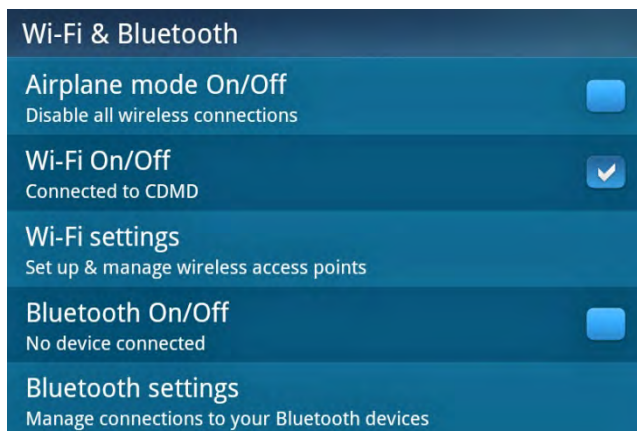 Wi-Fi & Bluetooth
Airplane mode On/Off
Disable all wireless connections
Wi-Fi On/Off
Connected to CDMD
Wi-Fi settings
Set up & manage wireless access points
Bluetooth On/Off
No device connected
Bluetooth settings
Manage connections to your Bluetooth devices